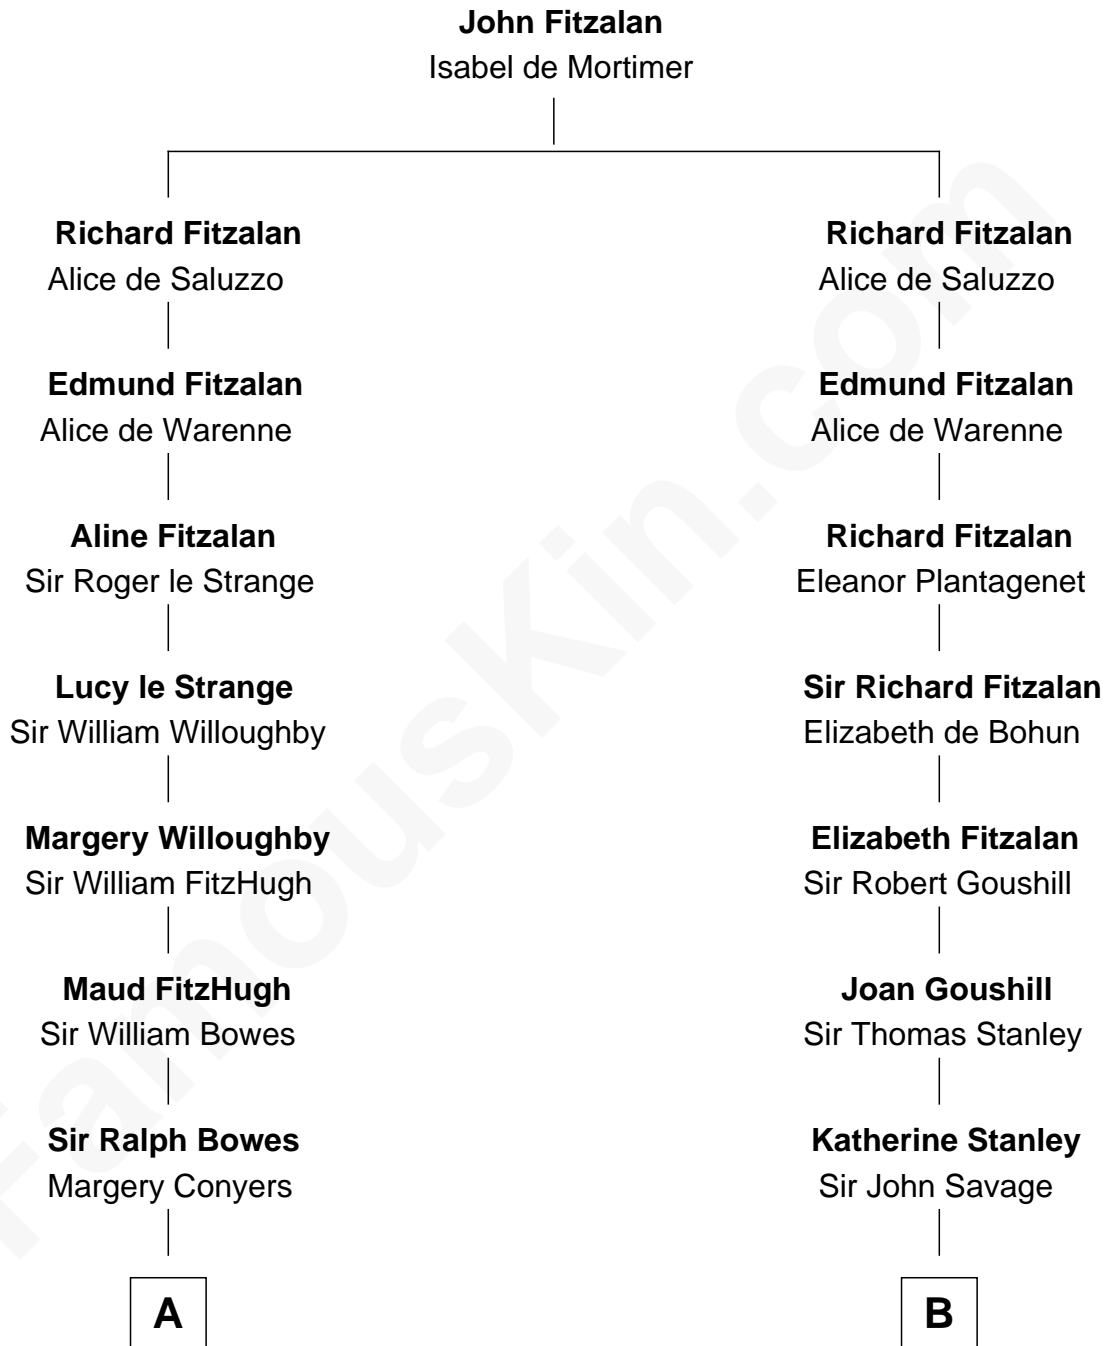 John Fitzalan
Isabel de Mortimer
Richard Fitzalan
Alice de Saluzzo
Richard Fitzalan
Alice de Saluzzo
Edmund Fitzalan
Alice de Warenne
Edmund Fitzalan
Alice de Warenne
Aline Fitzalan
Sir Roger le Strange
Richard Fitzalan
Eleanor Plantagenet
Lucy le Strange
Sir William Willoughby
Sir Richard Fitzalan
Elizabeth de Bohun
Margery Willoughby
Sir William FitzHugh
Elizabeth Fitzalan
Sir Robert Goushill
Maud FitzHugh
Sir William Bowes
Joan Goushill
Sir Thomas Stanley
Sir Ralph Bowes
Margery Conyers
Katherine Stanley
Sir John Savage
A
B
FamousKin.com